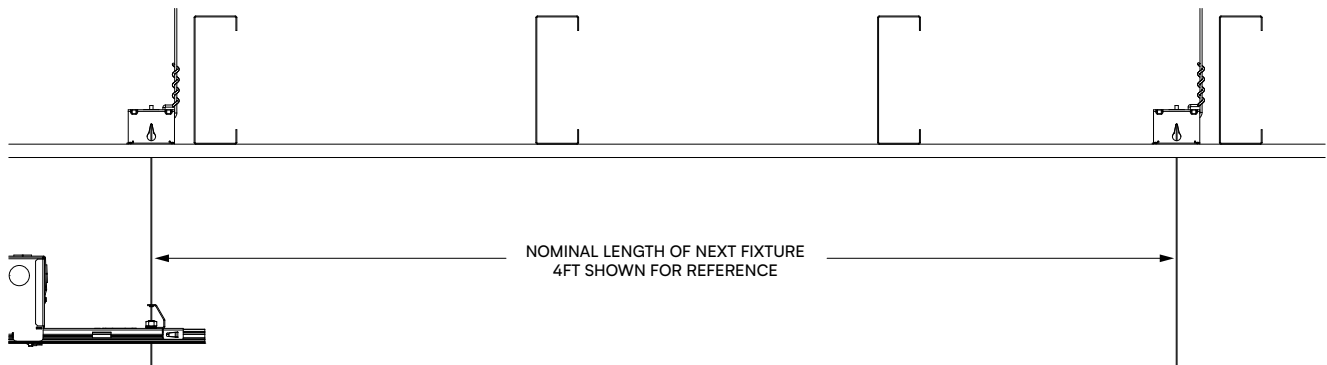 NOMINAL LENGTH OF NEXT FIXTURE
4FT SHOWN FOR REFERENCE